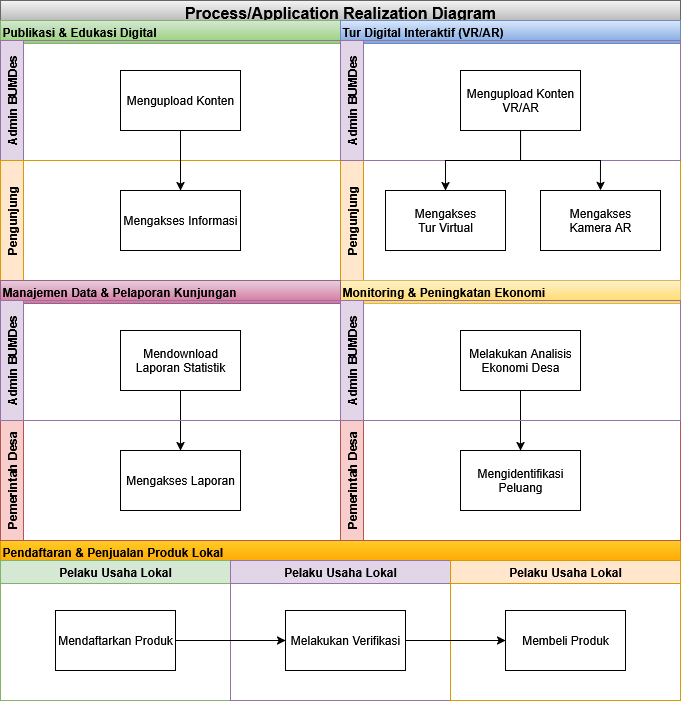 Process/Application Realization Diagram
Publikasi & Edukasi Digital
Admin BUMDes
Mengupload Konten
Pengunjung
Mengakses Informasi
Tur Digital Interaktif (VR/AR)
Admin BUMDes
Mengupload Konten
VR/AR
Pengunjung
Mengakses
Tur Virtual
Mengakses
Kamera AR
Manajemen Data & Pelaporan Kunjungan
Admin BUMDes
Mendownload
Laporan Statistik
Pemerintah Desa
Mengakses Laporan
Monitoring & Peningkatan Ekonomi
Admin BUMDes
Melakukan Analisis
Ekonomi Desa
Pemerintah Desa
Mengidentifikasi
Peluang
Pendaftaran & Penjualan Produk Lokal
Pelaku Usaha Lokal
Mendaftarkan Produk
Pelaku Usaha Lokal
Melakukan Verifikasi
Pelaku Usaha Lokal
Membeli Produk